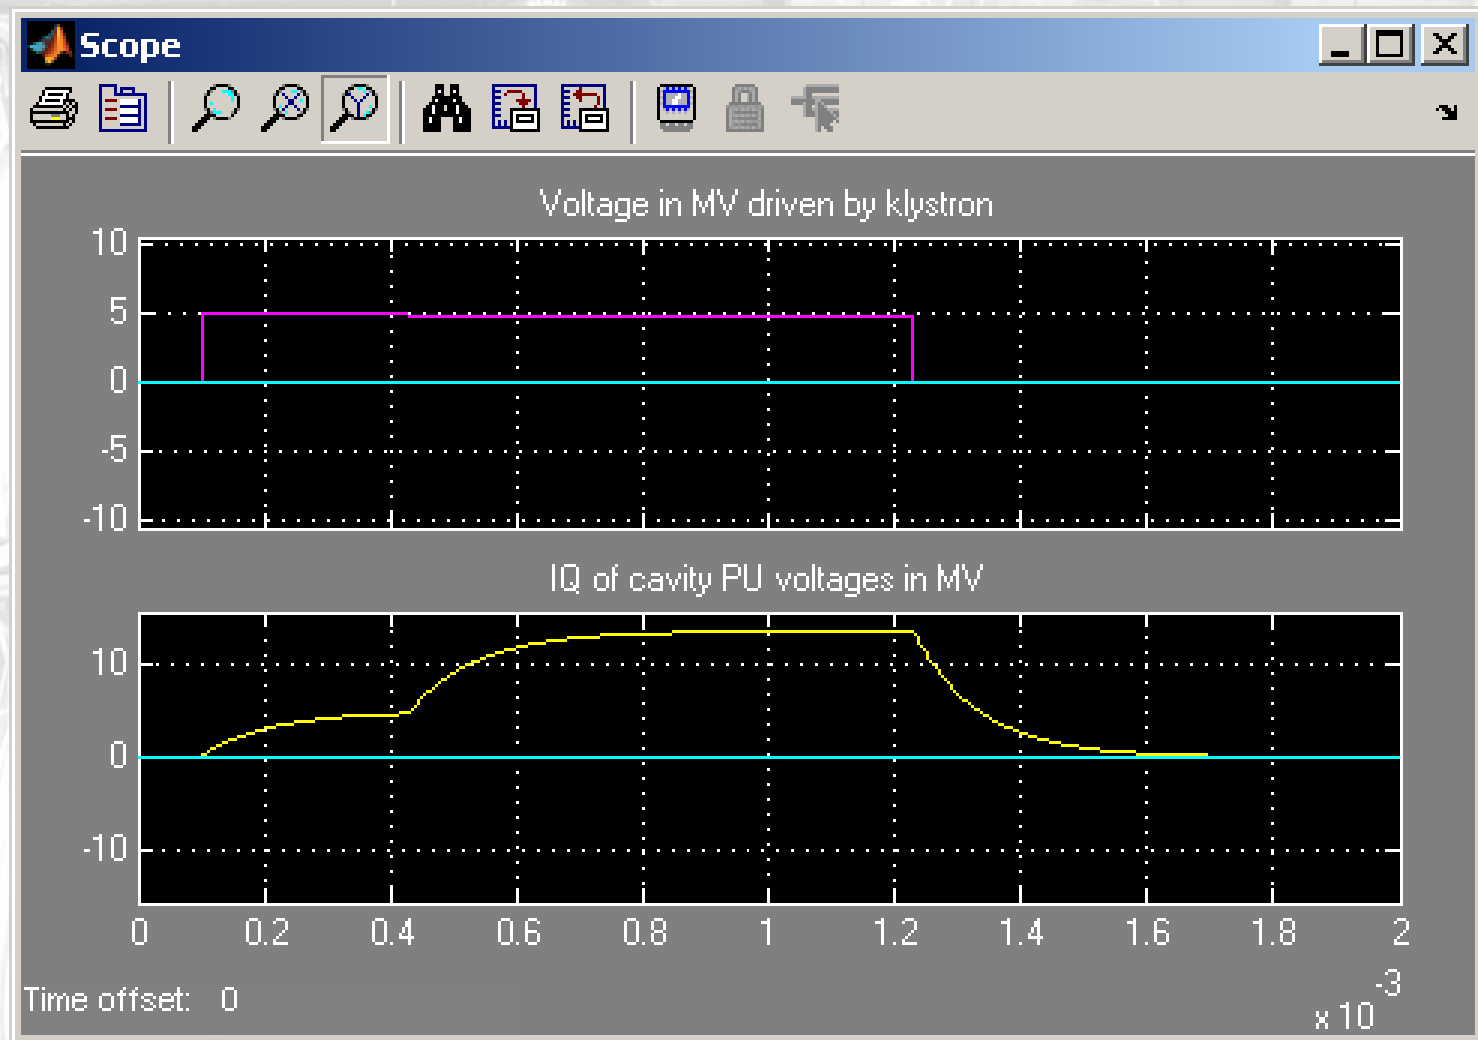 Scope
Voltage in MV driven by klystron
10
5
0
-5
-10
IQ of cavity PU voltages in MV
10
0
-10
0 0.2 0.4 0.6 0.8 1 1.2 1.4 1.6 1.8 2
Time offset: 0
x 10-3